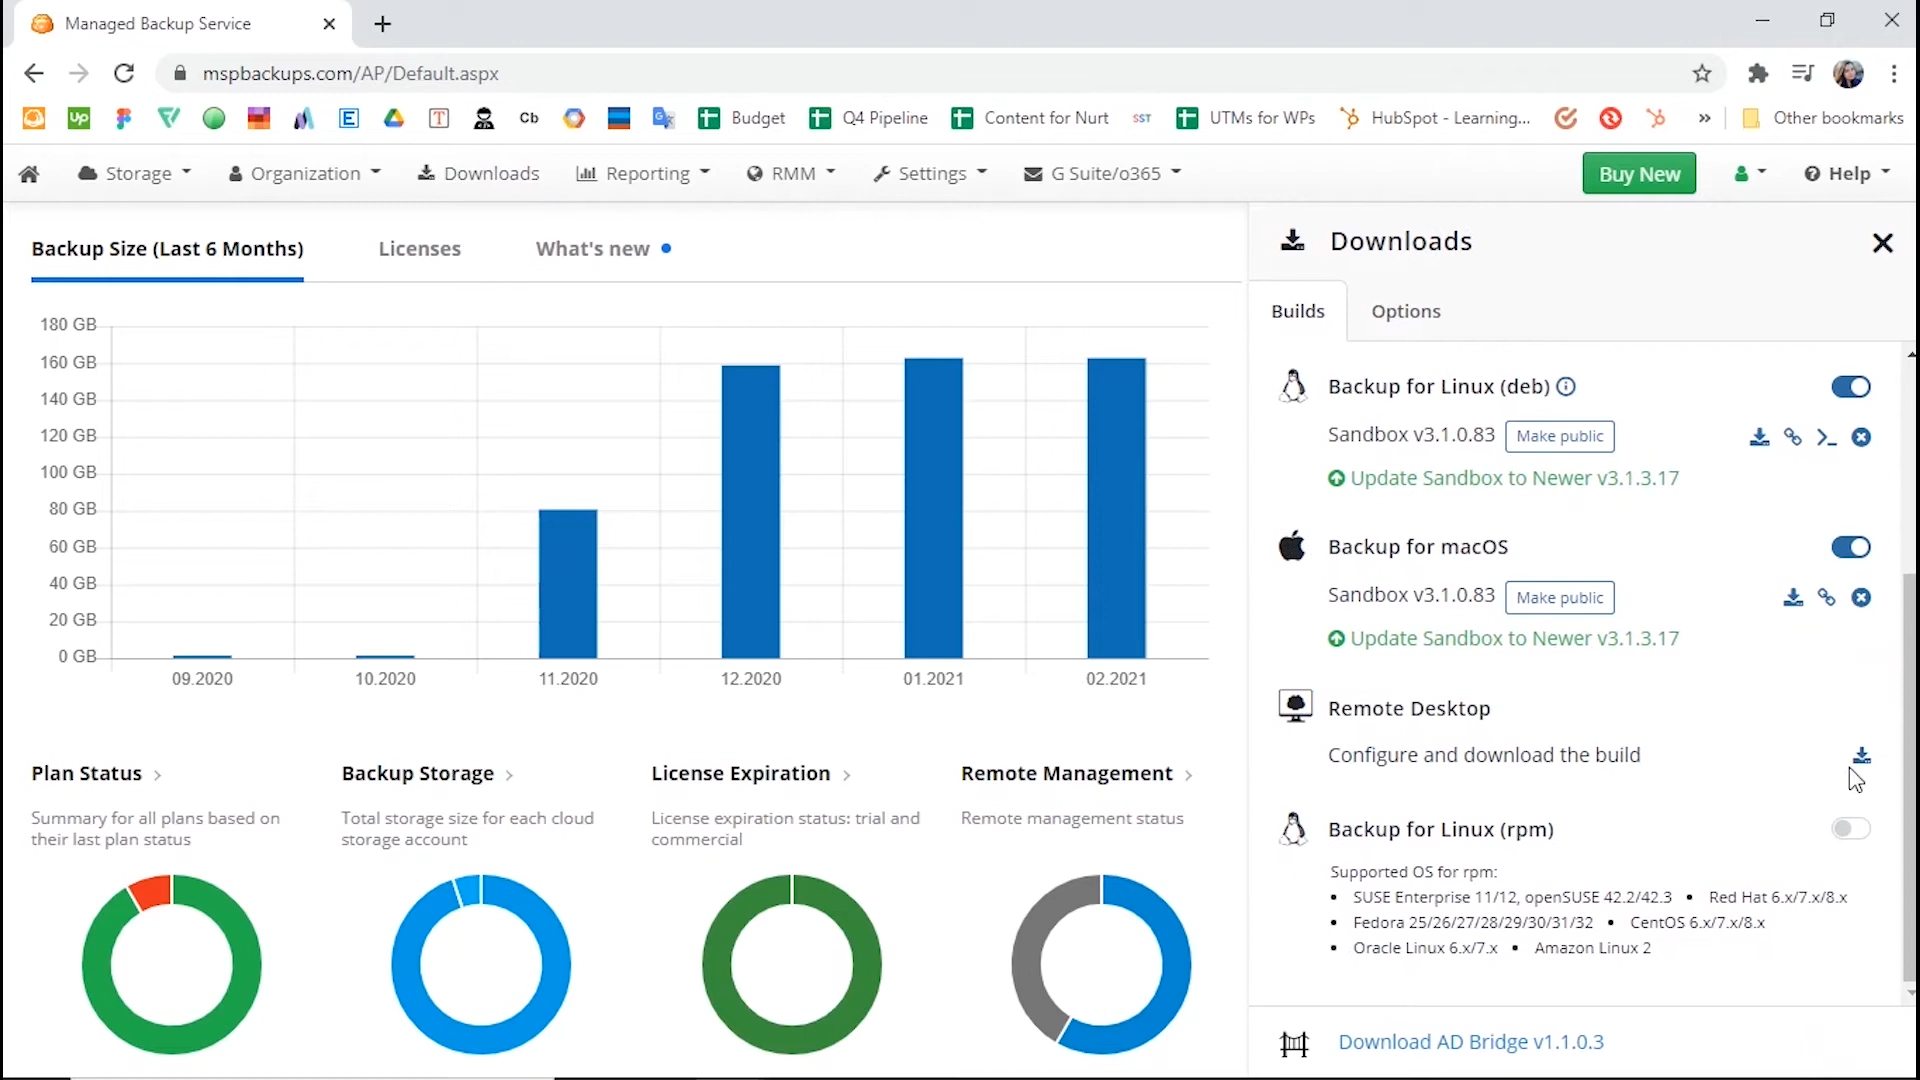 Managed Backup Service
mspbackups.com/AP/Default.aspx
Up
Cb
Budget
Q4 Pipeline
Content for Nurt
SST
UTMs for WPs
HubSpot - Learning...
»
Other bookmarks
Storage
Organization
Downloads
Reporting
RMM
Settings
G Suite/o365
Buy New
Help
Backup Size (Last 6 Months)
Licenses
What's new
180 GB
160 GB
140 GB
120 GB
100 GB
80 GB
60 GB
40 GB
20 GB
0 GB
09.2020
10.2020
11.2020
12.2020
01.2021
02.2021
Plan Status
Summary for all plans based on
their last plan status
Backup Storage
Total storage size for each cloud
storage account
License Expiration
License expiration status: trial and
commercial
Remote Management
Remote management status
Downloads
Builds
Options
Backup for Linux (deb)
Sandbox v3.1.0.83 Make public
Update Sandbox to Newer v3.1.3.17
Backup for macOS
Sandbox v3.1.0.83 Make public
Update Sandbox to Newer v3.1.3.17
Remote Desktop
Configure and download the build
Backup for Linux (rpm)
Supported OS for rpm:
• SUSE Enterprise 11/12, openSUSE 42.2/42.3 • Red Hat 6.x/7.x/8.x
• Fedora 25/26/27/28/29/30/31/32 • CentOS 6.x/7.x/8.x
• Oracle Linux 6.x/7.x • Amazon Linux 2
Download AD Bridge v1.1.0.3